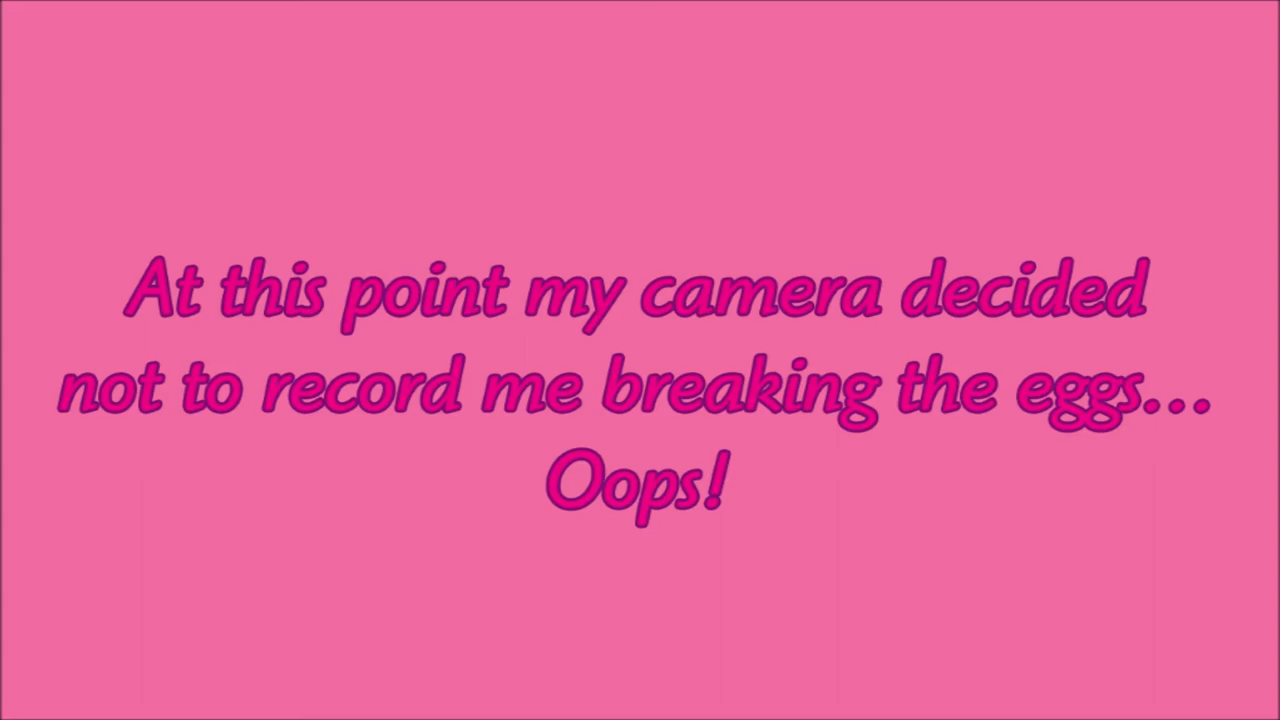 At this point my camera decided
not to record me breaking the eggs...
Oops!